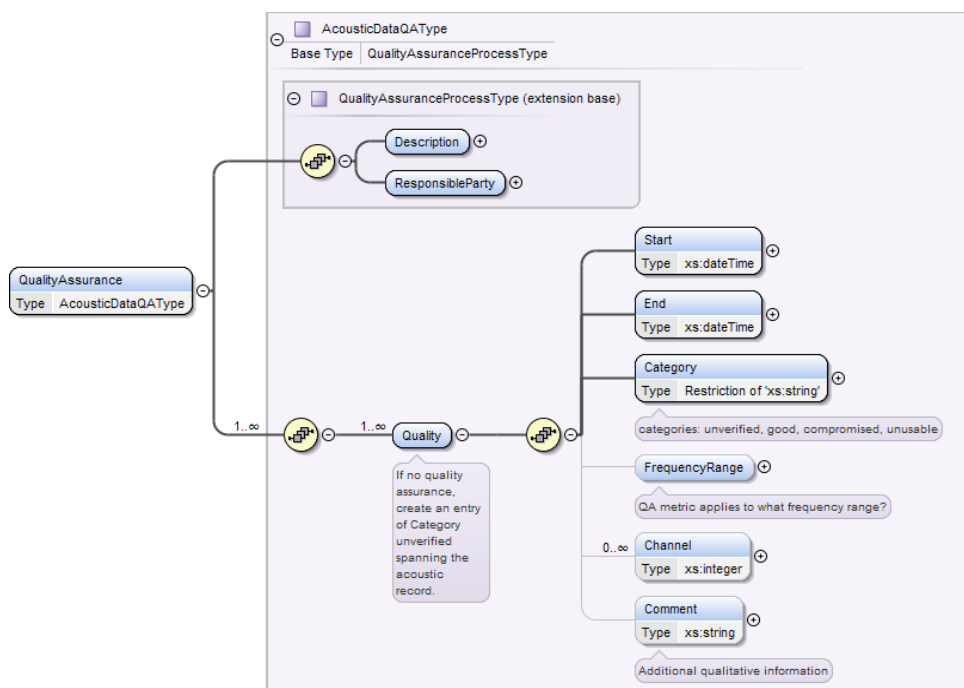 AcousticDataQAType
Base Type QualityAssuranceProcessType
QualityAssuranceProcessType (extension base)
Description
ResponsibleParty
QualityAssurance
Type AcousticDataQAType
1..∞
1..∞
Quality
If no quality
assurance,
create an entry
of Category
unverified
spanning the
acoustic
record.
Start
Type xs:dateTime
End
Type xs:dateTime
Category
Type Restriction of 'xs:string'
categories: unverified, good, compromised, unusable
FrequencyRange
QA metric applies to what frequency range?
0..∞
Channel
Type xs:integer
Comment
Type xs:string
Additional qualitative information